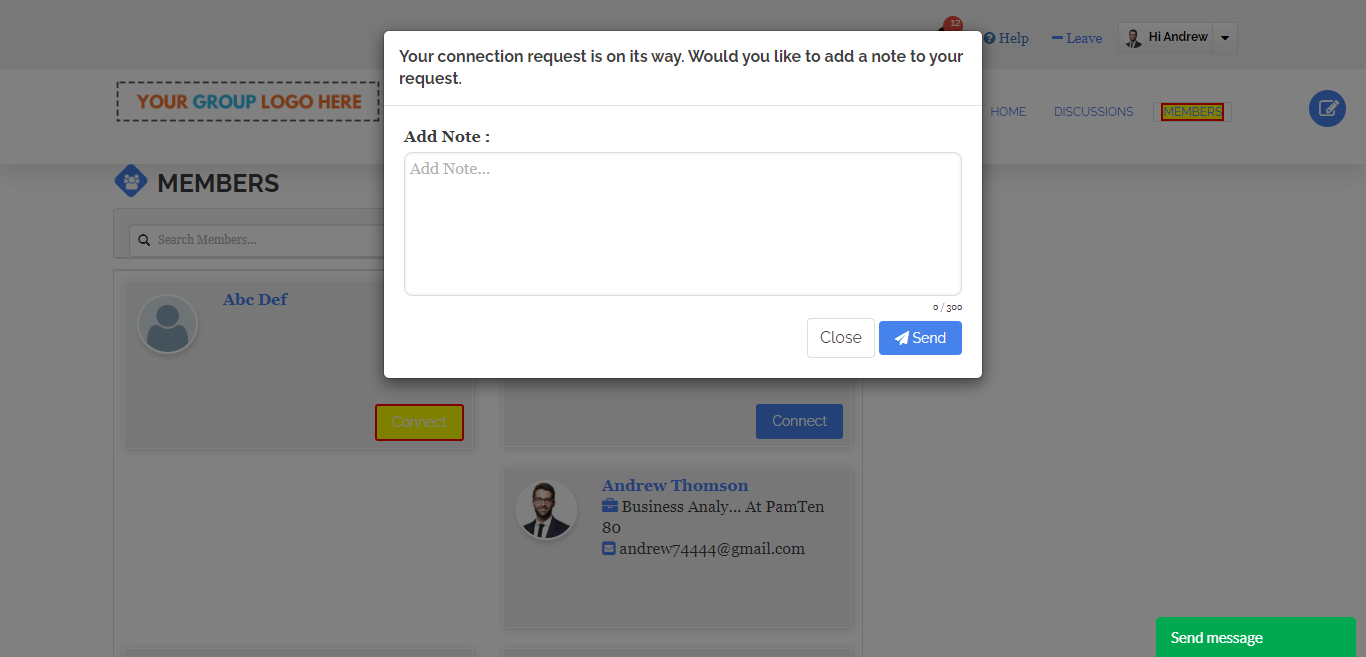 12
Help
Leave
Hi Andrew
Your connection request is on its way. Would you like to add a note to your
request.
YOUR GROUP LOGO HERE
HOME
DISCUSSIONS
MEMBERS
Add Note :
Add Note...
MEMBERS
Search Members...
Abc Def
0 / 300
Close
Send
Connect
Connect
Andrew Thomson
Business Analy... At PamTen
80
andrew74444@gmail.com
Send message